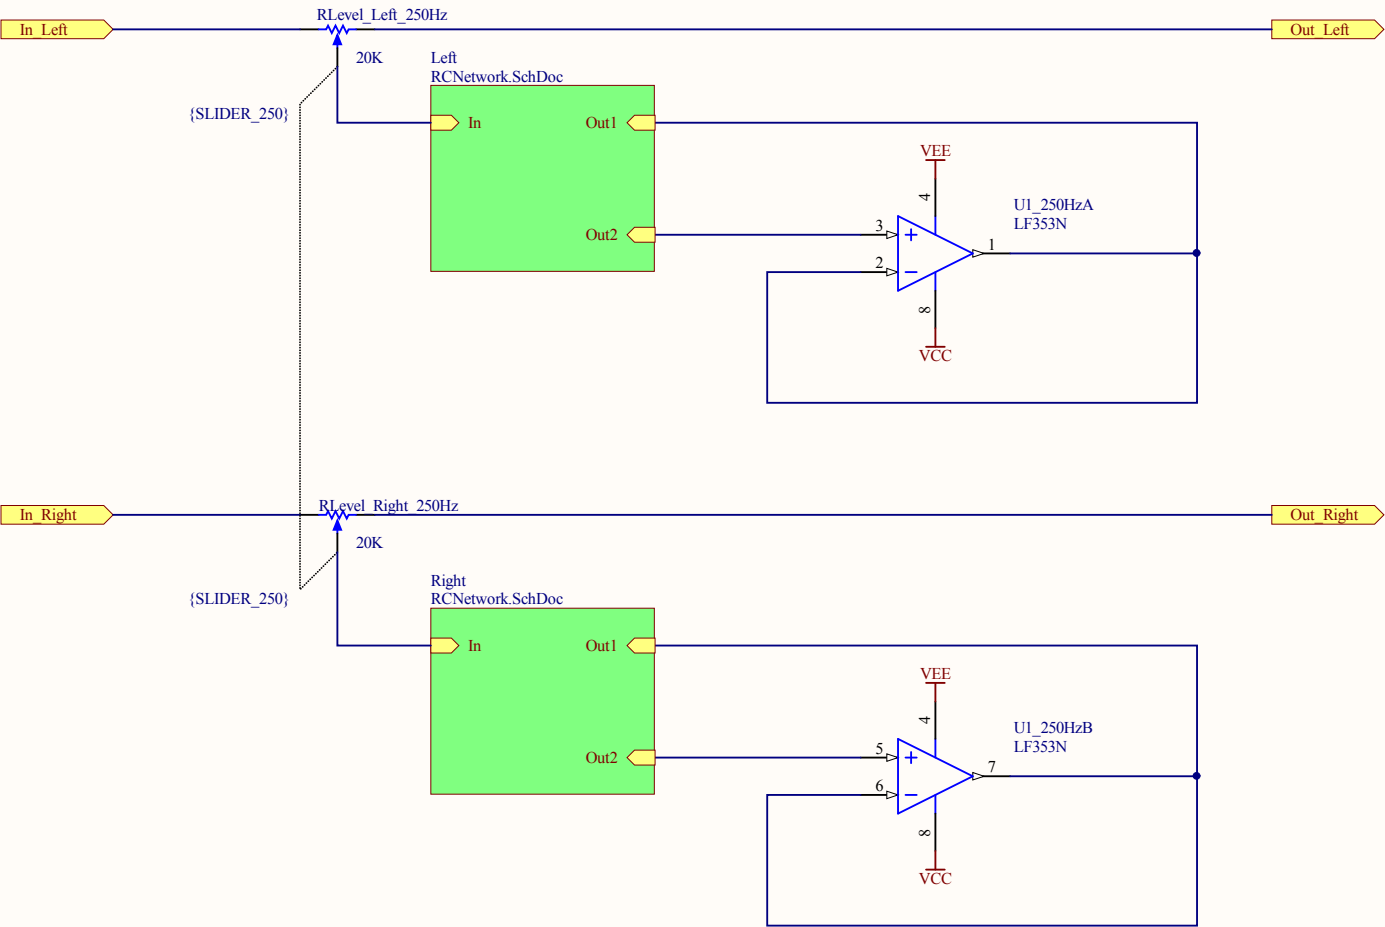 RLevel_Left_250Hz
In_Left
Out_Left
20K
Left
RCNetwork.SchDoc
{SLIDER_250}
In
Out1
VEE
4
U1_250HzA
LF353N
3
Out2
1
2
8
VCC
RLevel_Right_250Hz
In_Right
Out_Right
20K
Right
RCNetwork.SchDoc
{SLIDER_250}
In
Out1
VEE
4
U1_250HzB
LF353N
5
Out2
7
6
8
VCC